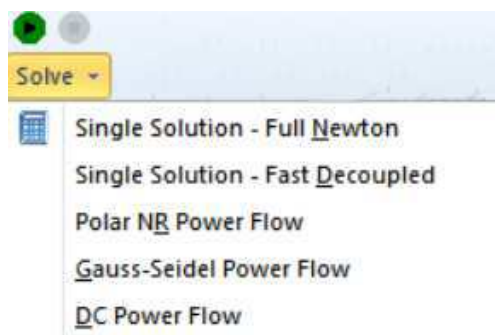 Solve
Single Solution - Full Newton
Single Solution - Fast Decoupled
Polar NR Power Flow
Gauss-Seidel Power Flow
DC Power Flow